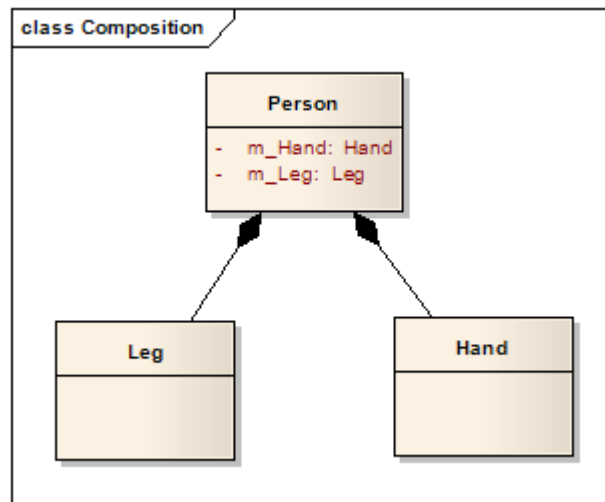 class Composition
Person
- m_Hand: Hand
- m_Leg: Leg
Leg
Hand